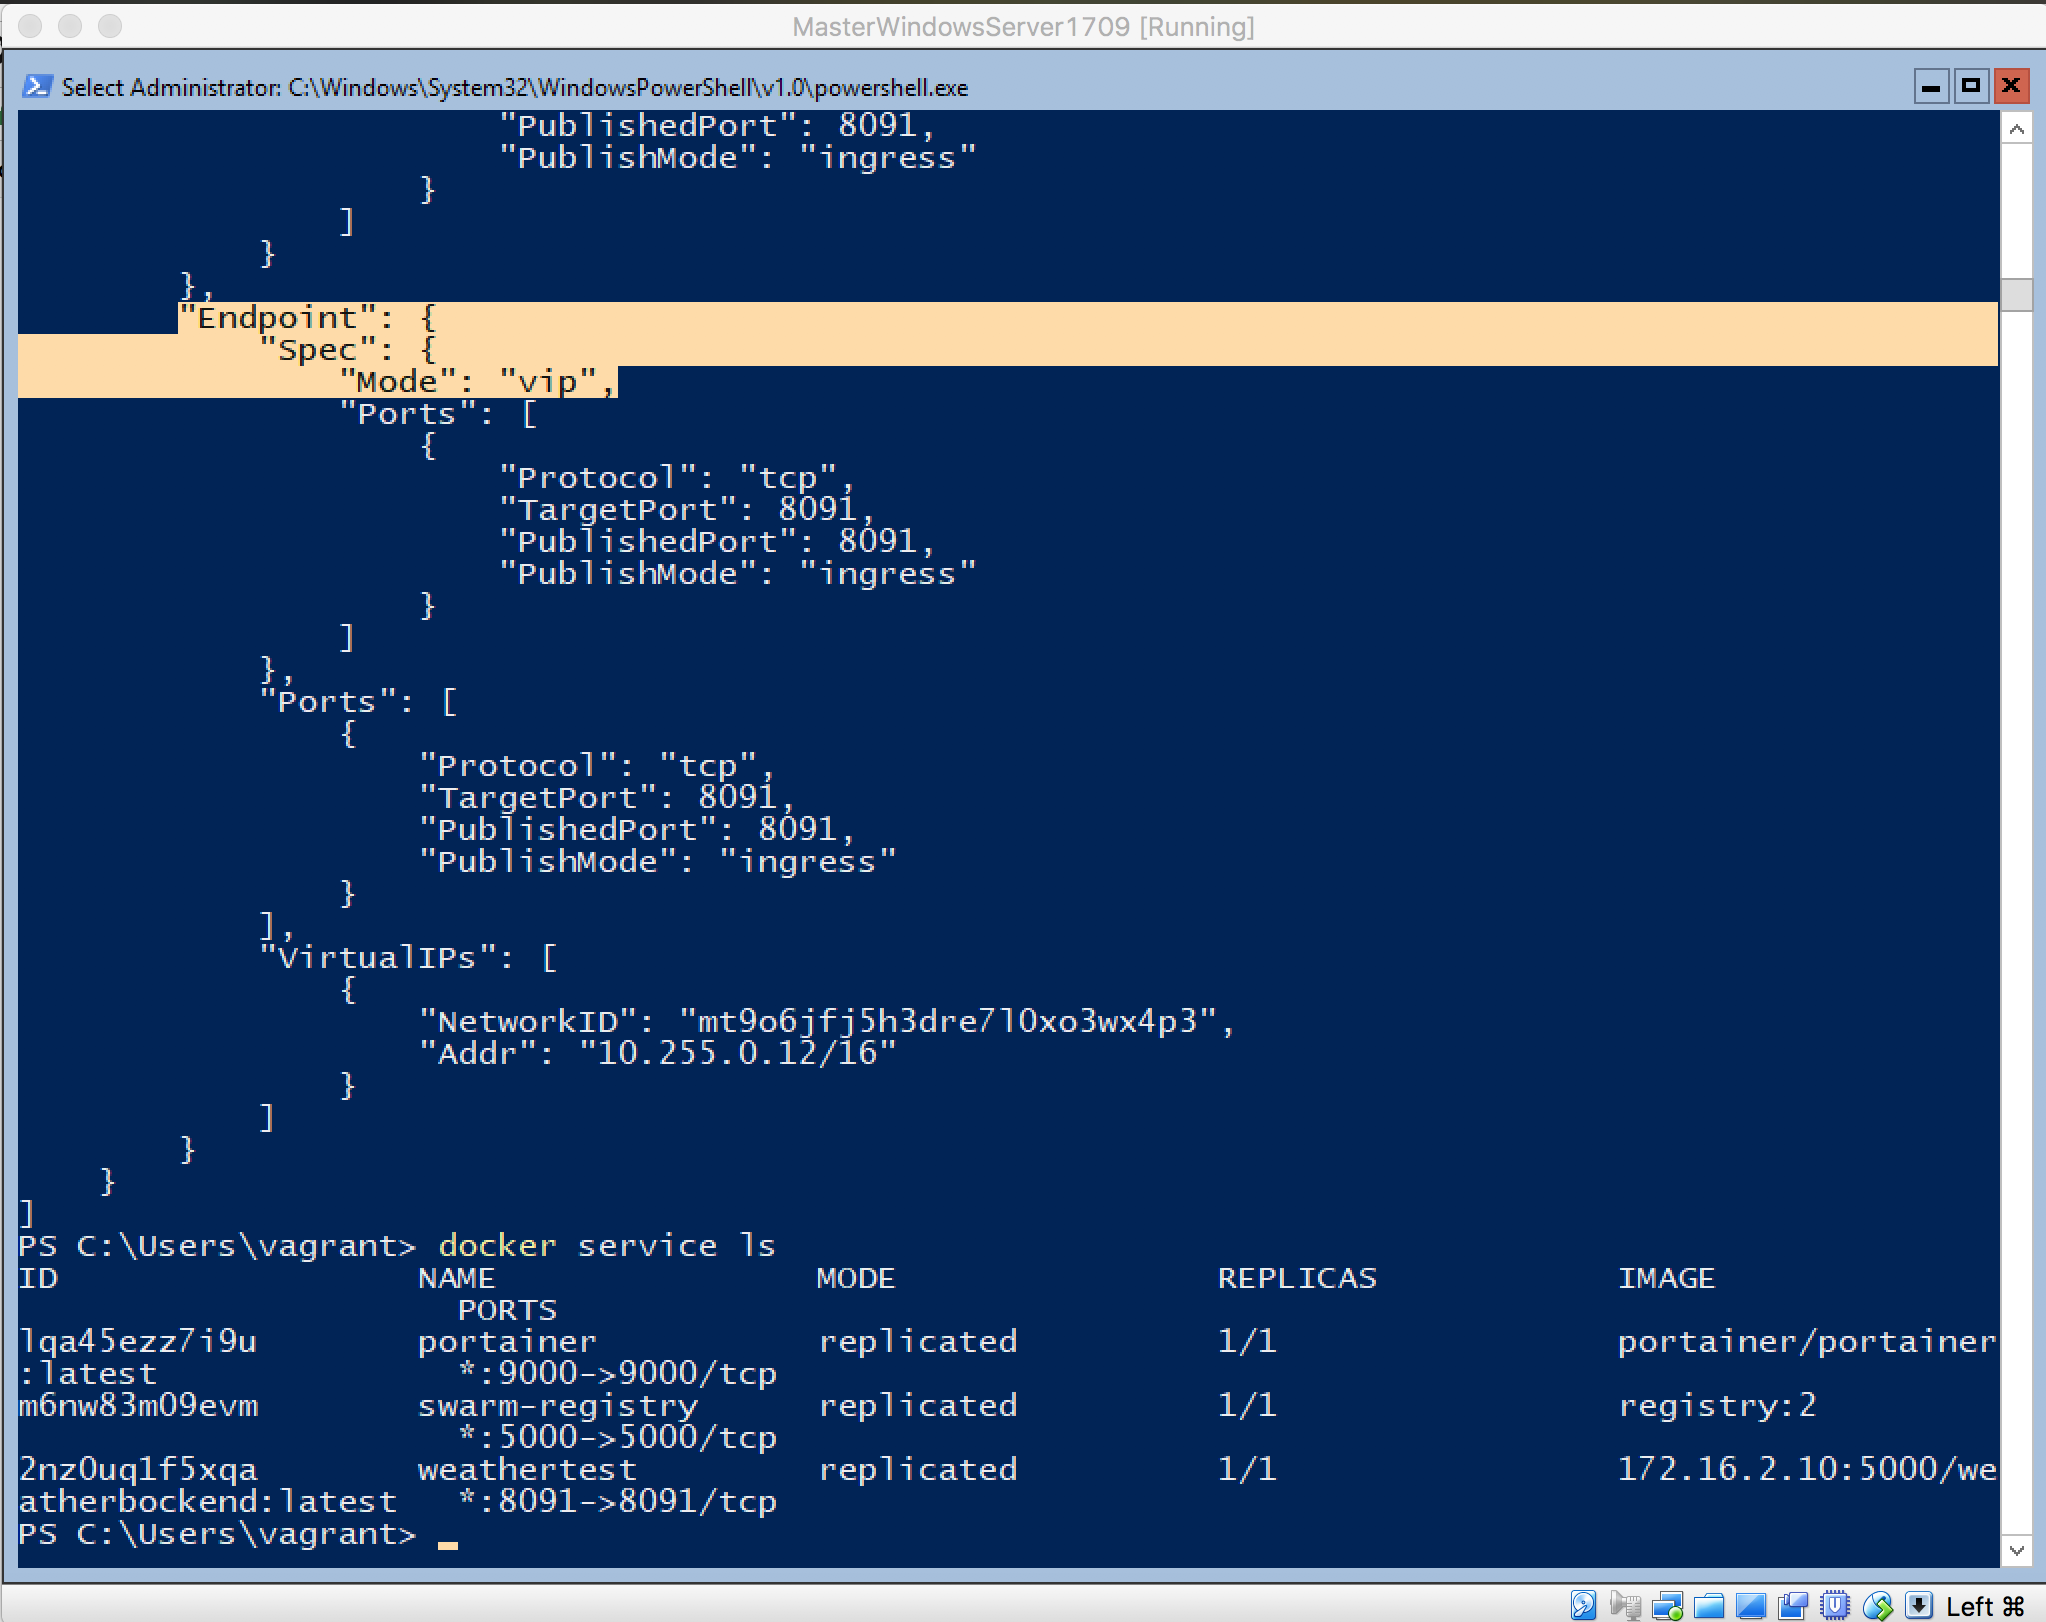 MasterWindowsServer1709 [Running]
Select Administrator: C:\Windows\System32\WindowsPowerShell\v1.0\powershell.exe
"PublishedPort": 8091,
"PublishMode": "ingress"
}
]
}
},
"Endpoint": {
"Spec": {
"Mode": "vip",
"Ports": [
{
"Protocol": "tcp",
"TargetPort": 8091,
"PublishedPort": 8091,
"PublishMode": "ingress"
}
]
},
"Ports": [
{
"Protocol": "tcp",
"TargetPort": 8091,
"PublishedPort": 8091,
"PublishMode": "ingress"
}
],
"VirtualIPs": [
{
"NetworkID": "mt9o6jfj5h3dre7l0xo3wx4p3",
"Addr": "10.255.0.12/16"
}
]
}
}
]
PS C:\Users\vagrant> docker service ls
ID NAME MODE REPLICAS IMAGE
PORTS
lqa45ezz7i9u portainer replicated 1/1 portainer/portainer
:latest *:9000->9000/tcp
m6nw83m09evm swarm-registry replicated 1/1 registry:2
*:5000->5000/tcp
2nz0uq1f5xqa weathertest replicated 1/1 172.16.2.10:5000/we
atherbockend:latest *:8091->8091/tcp
PS C:\Users\vagrant>
Left ⌘